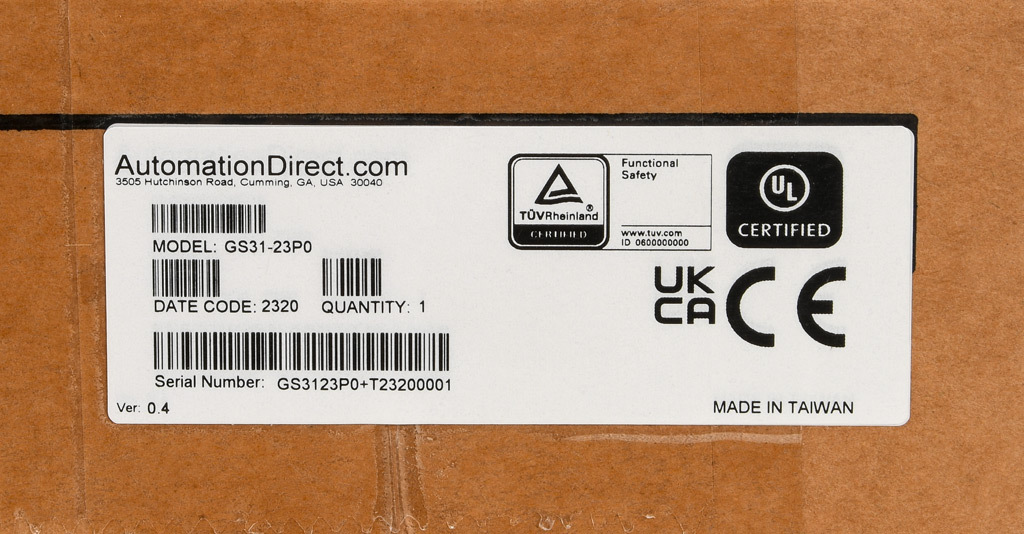 AutomationDirect.com
3505 Hutchinson Road, Cumming, GA, USA 30040
MODEL: GS31-23P0
DATE CODE: 2320 QUANTITY: 1
Serial Number: GS3123P0+T23200001
Ver: 0.4
TÜVRheinland®
CERTIFIED
Functional
Safety
www.tuv.com
ID 0600000000
UL
CERTIFIED
UK
CA
CE
MADE IN TAIWAN